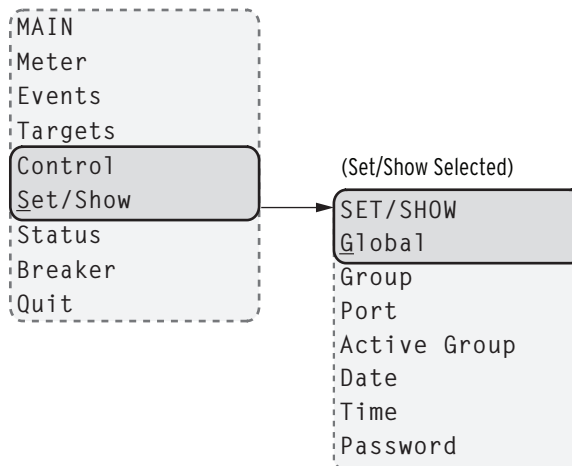 MAIN
Meter
Events
Targets
Control
Set/Show
Status
Breaker
Quit
(Set/Show Selected)
SET/SHOW
Global
Group
Port
Active Group
Date
Time
Password